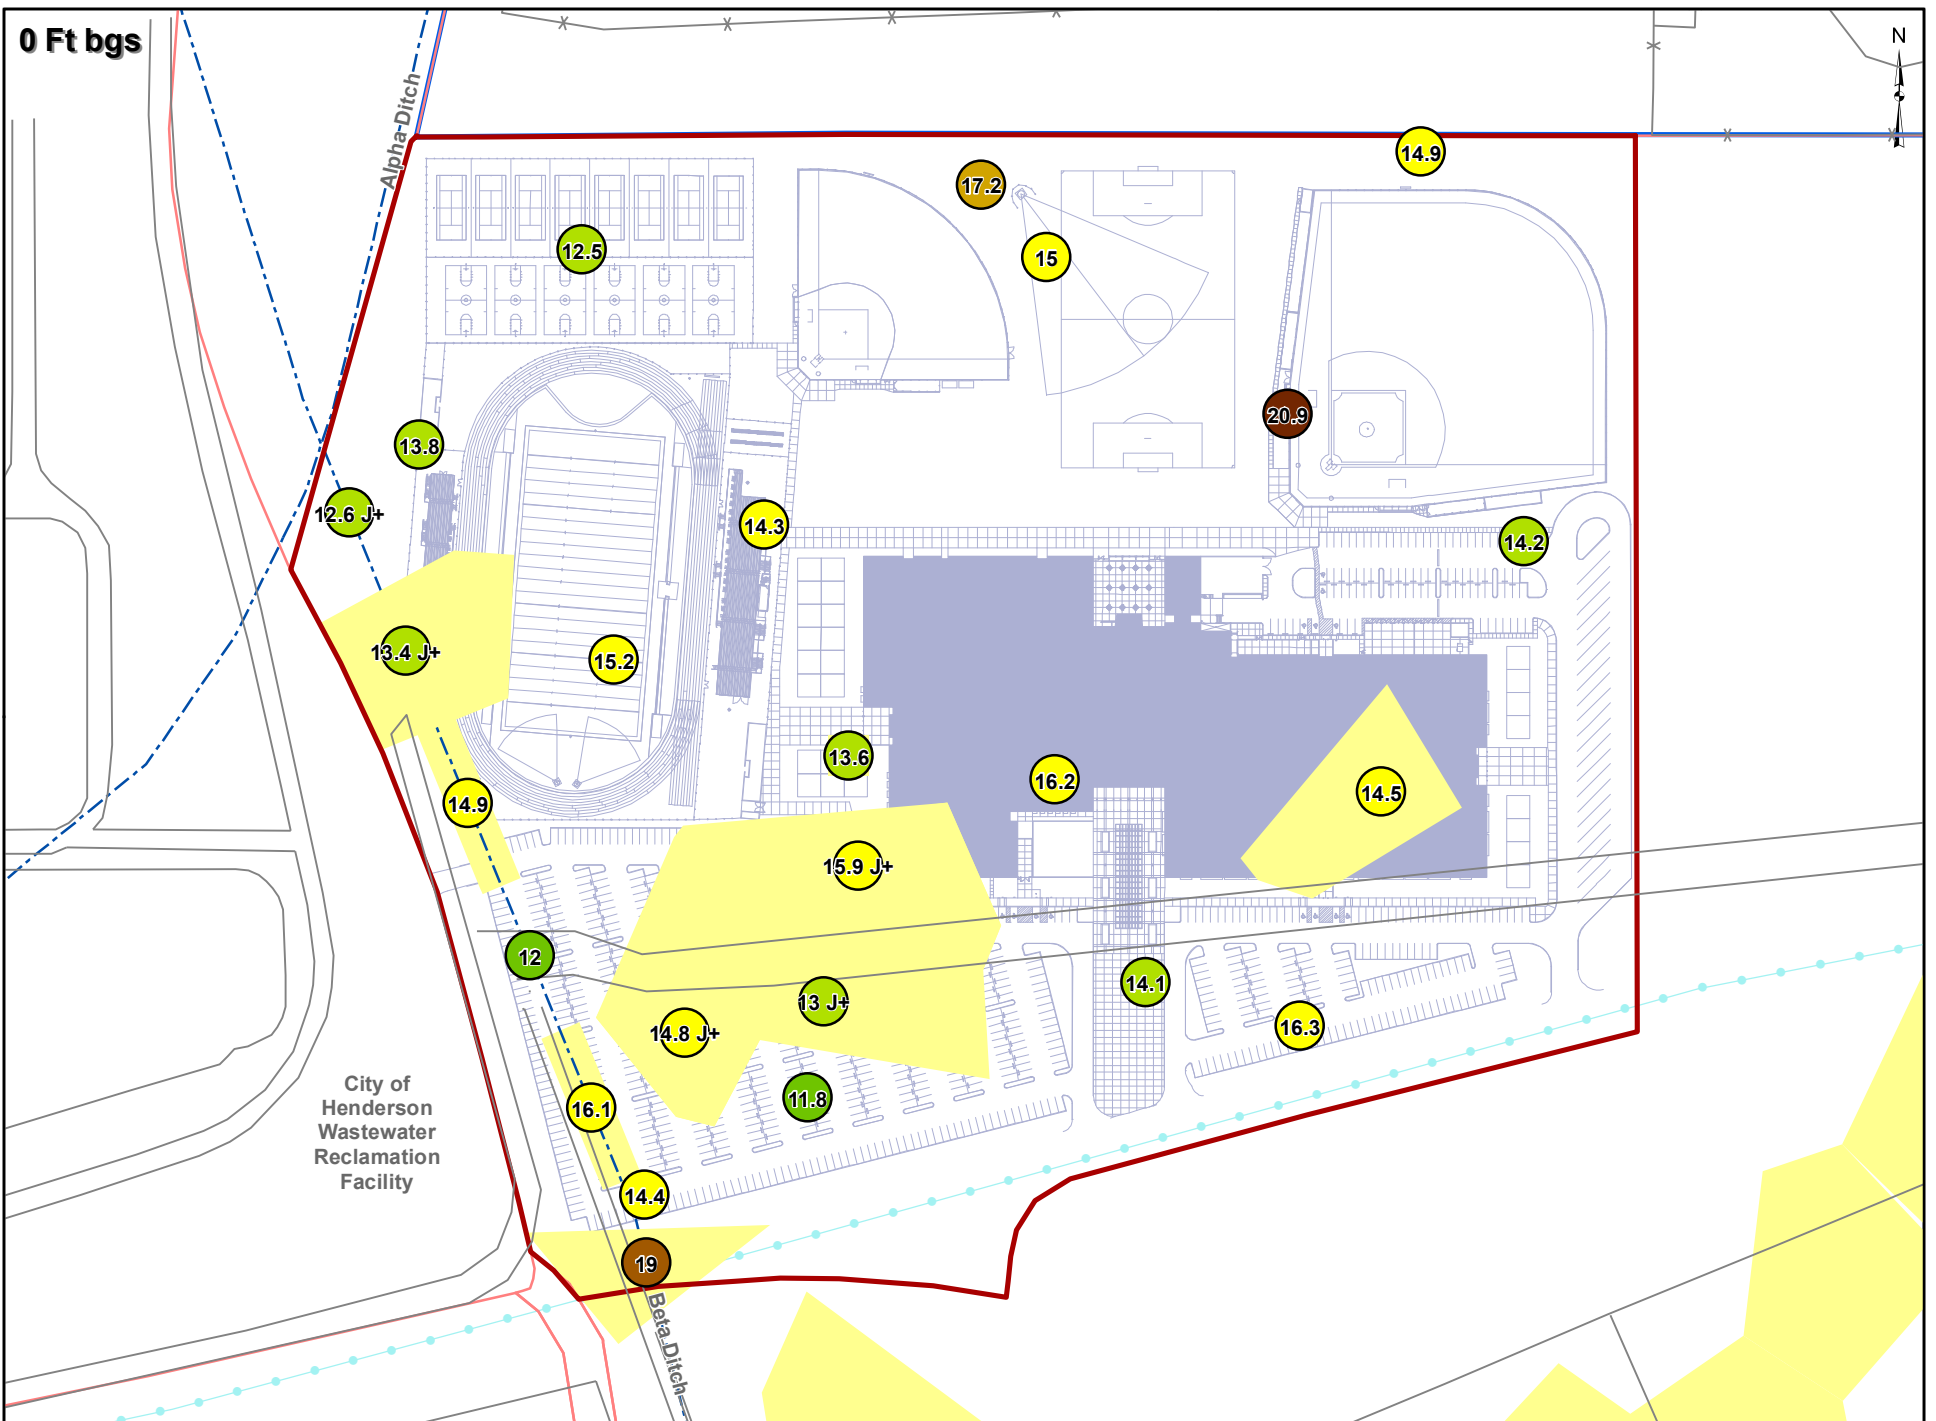 0 Ft bgs
N
Alpha Ditch
14.9
17.2
12.5
15
20.9
13.8
12.6 J+
14.3
14.2
13.4 J+
15.2
13.6
16.2
14.5
14.9
15.9 J+
12
14.1
13 J+
16.3
14.8 J+
11.8
16.1
City of
Henderson
Wastewater
Reclamation
Facility
14.4
19
Beta Ditch